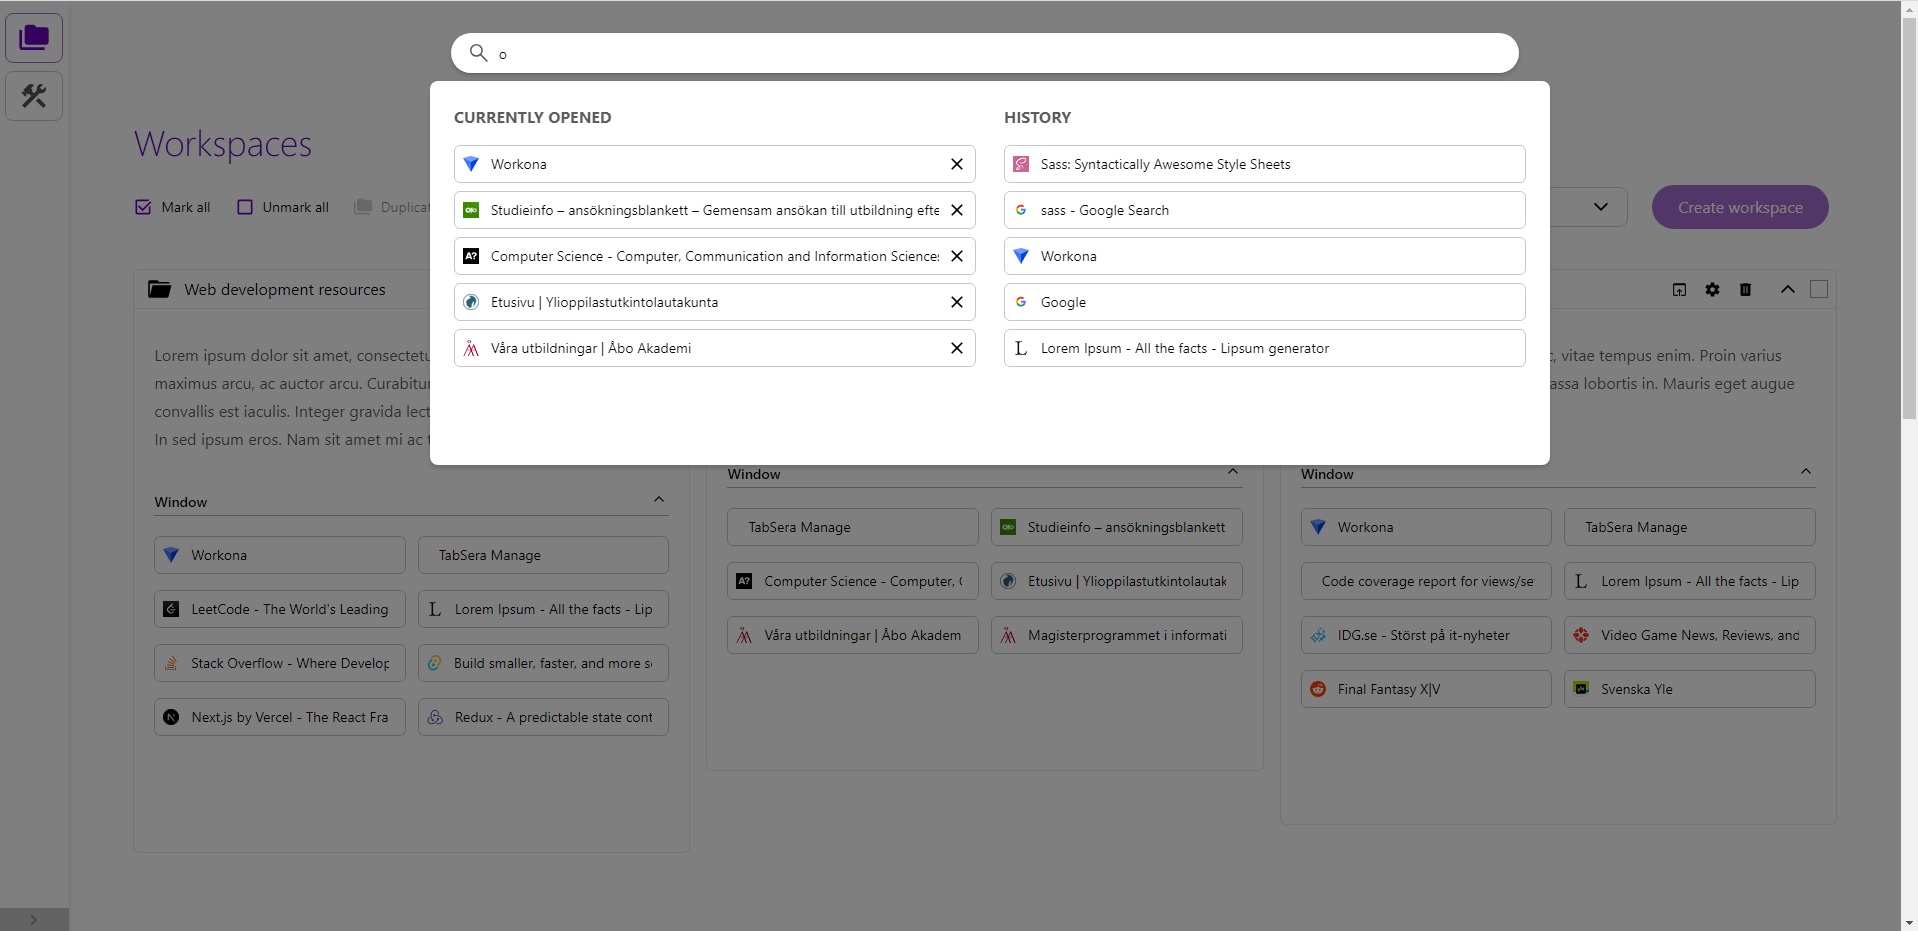 o
CURRENTLY OPENED
Workona
Studieinfo – ansökningsblankett – Gemensam ansökan till utbildning efte
Computer Science - Computer, Communication and Information Sciences
Etusivu | Ylioppilastutkintolautakunta
Våra utbildningar | Åbo Akademi
HISTORY
Sass: Syntactically Awesome Style Sheets
sass - Google Search
Workona
Google
Lorem Ipsum - All the facts - Lipsum generator
Workspaces
Mark all
Unmark all
Duplicat
Create workspace
Web development resources
Lorem ipsum dolor sit amet, consectetu
maximus arcu, ac auctor arcu. Curabitur
convallis est iaculis. Integer gravida lect
In sed ipsum eros. Nam sit amet mi ac t
Window
Workona
TabSera Manage
LeetCode - The World's Leading
Lorem Ipsum - All the facts - Lip
Stack Overflow - Where Develop
Build smaller, faster, and more se
Next.js by Vercel - The React Fra
Redux - A predictable state cont
Window
TabSera Manage
Studieinfo – ansökningsblankett
A?
Computer Science - Computer, C
Etusivu | Ylioppilastutkintolautak
Våra utbildningar | Åbo Akadem
Magisterprogrammet i informati
, vitae tempus enim. Proin varius
assa lobortis in. Mauris eget augue
Window
Workona
TabSera Manage
Code coverage report for views/se
Lorem Ipsum - All the facts - Lip
IDG.se - Störst på it-nyheter
Video Game News, Reviews, and
Final Fantasy X|V
Svenska Yle